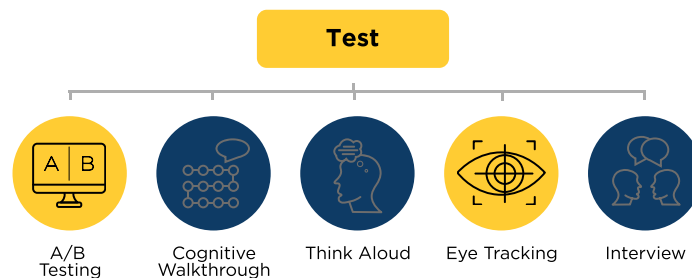 Test
A
B
A/B
Testing
Cognitive
Walkthrough
Think Aloud
Eye Tracking
Interview